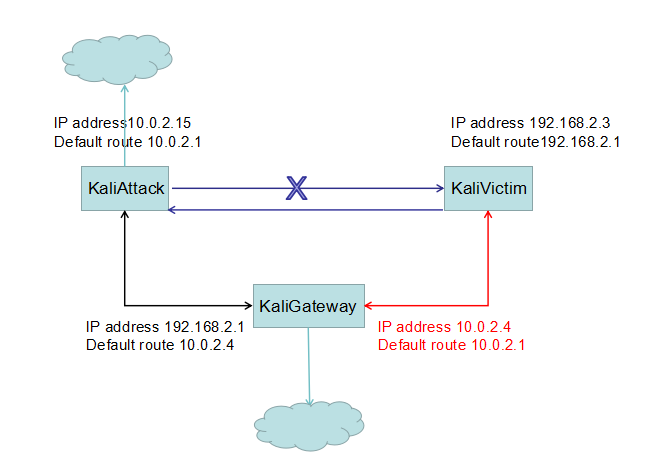 IP address10.0.2.15
Default route 10.0.2.1
IP address 192.168.2.3
Default route192.168.2.1
KaliAttack
X
KaliVictim
KaliGateway
IP address 192.168.2.1
Default route 10.0.2.4
IP address 10.0.2.4
Default route 10.0.2.1